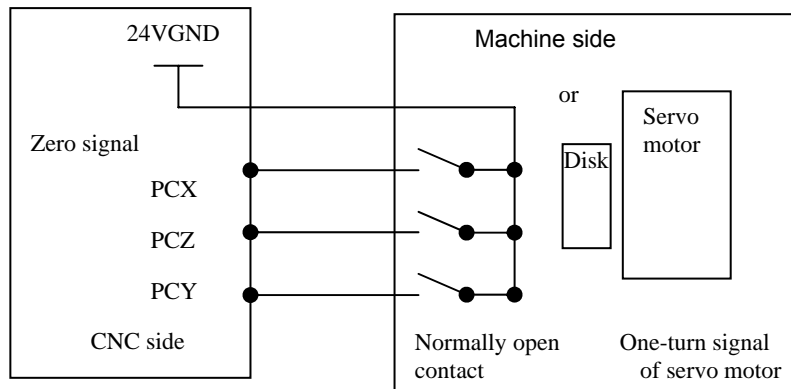 24VGND
Machine side
or
Servo
motor
Zero signal
Disk
PCX
PCZ
PCY
CNC side
Normally open
contact
One-turn signal
of servo motor